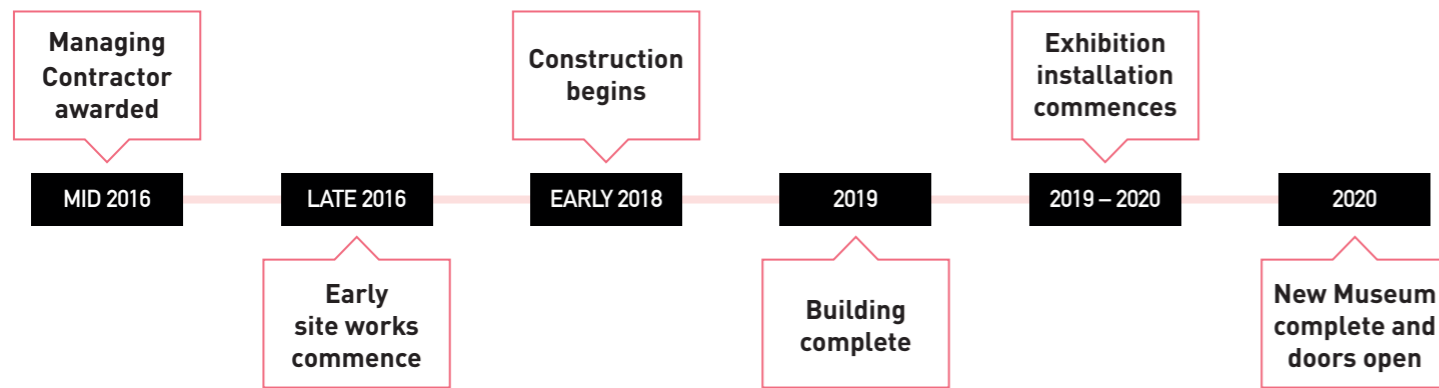 Managing
Contractor
awarded
MID 2016
LATE 2016
Early
site works
commence
Construction
begins
EARLY 2018
2019
Building
complete
Exhibition
installation
commences
2019 – 2020
2020
New Museum
complete and
doors open